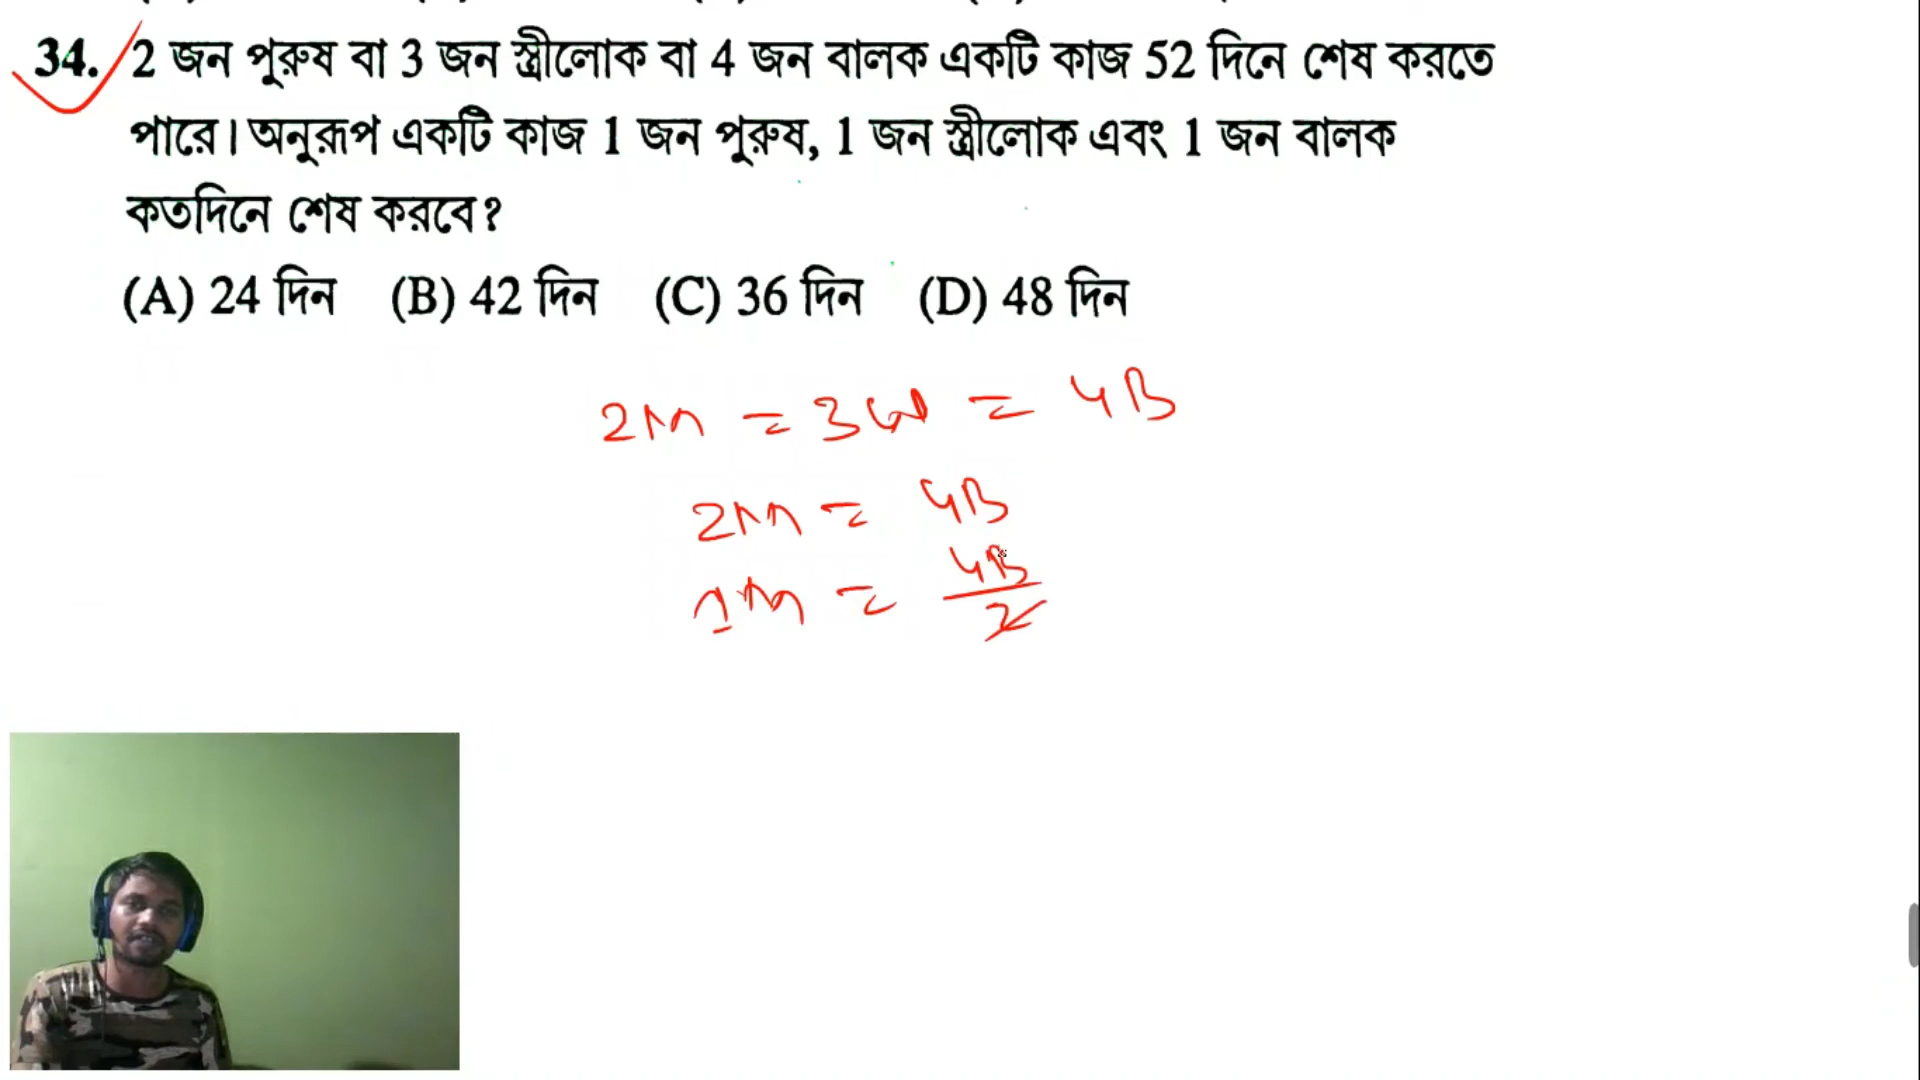 34. 2 জন পুরুষ বা 3 জন স্ত্রীলোক বা 4 জন বালক একটি কাজ 52 দিনে শেষ করতে
পারে। অনুরূপ একটি কাজ 1 জন পুরুষ, 1 জন স্ত্রীলোক এবং 1 জন বালক
কতদিনে শেষ করবে?
(A) 24 দিন (B) 42 দিন (C) 36 দিন (D) 48 দিন
2M = 3W = 4B
2M = 4B
1M = 4B/2